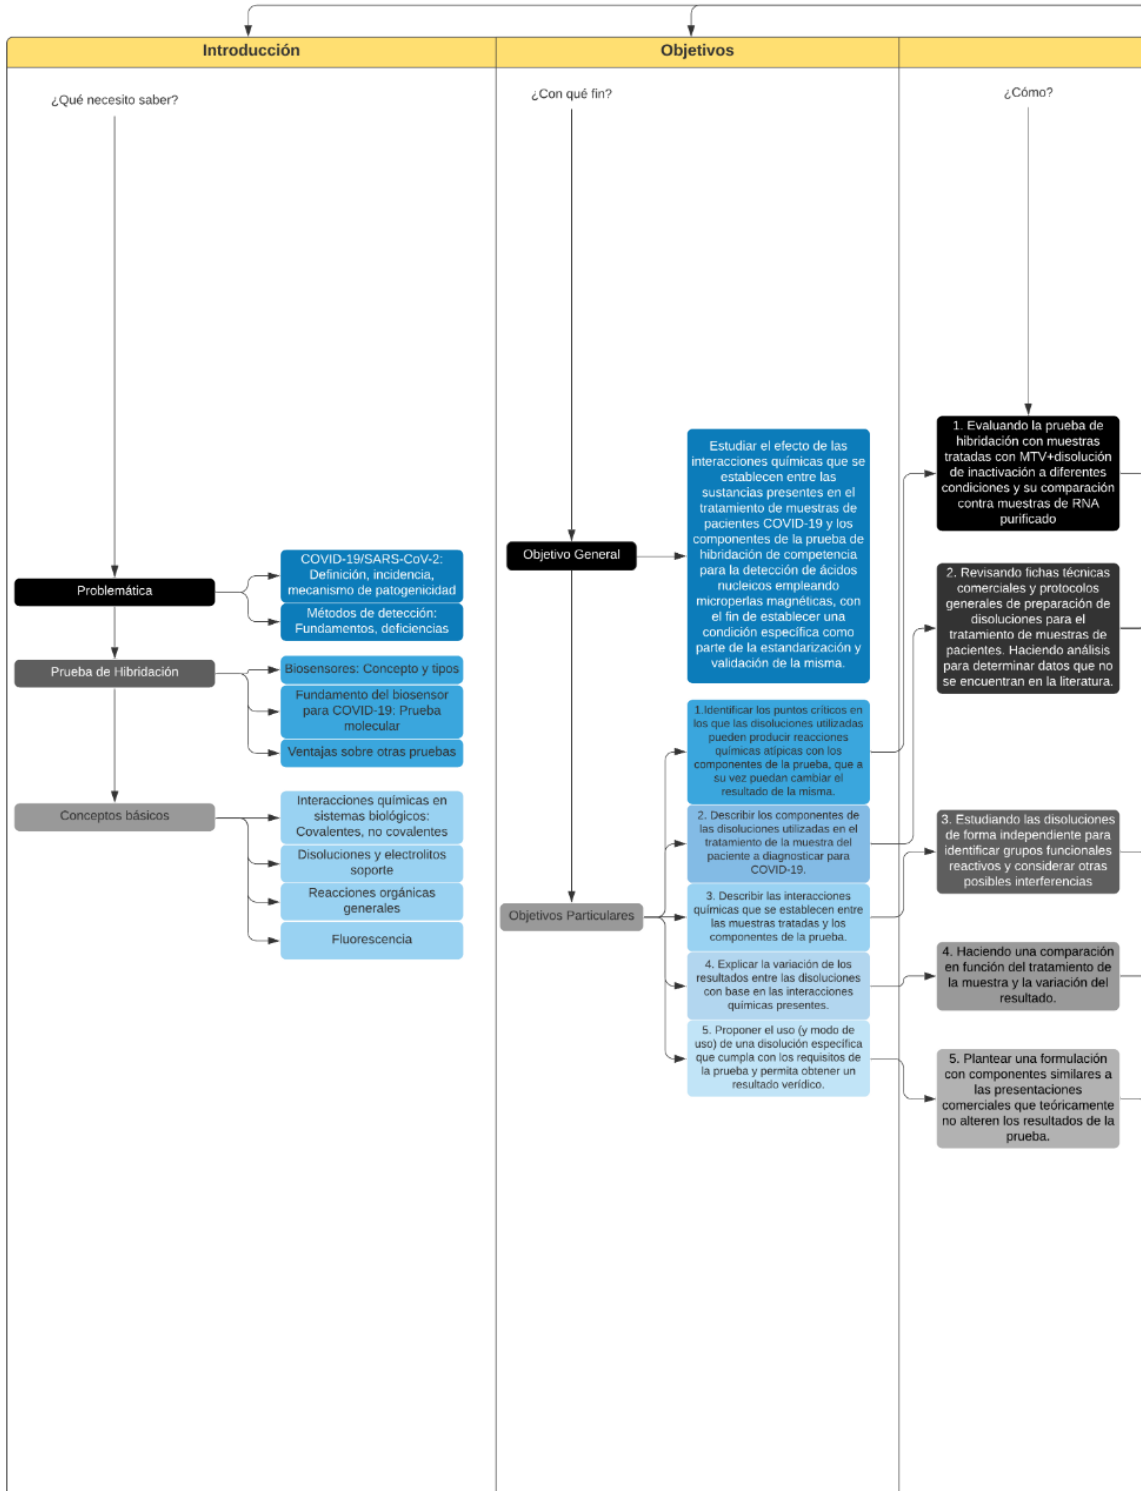 Introducción
¿Qué necesito saber?
Problemática
COVID-19/SARS-CoV-2:
Definición, incidencia,
mecanismo de patogenicidad
Métodos de detección:
Fundamentos, deficiencias
Prueba de Hibridación
Biosensores: Concepto y tipos
Fundamento del biosensor
para COVID-19: Prueba
molecular
Ventajas sobre otras pruebas
Conceptos básicos
Interacciones químicas en
sistemas biológicos:
Covalentes, no covalentes
Disoluciones y electrolitos
soporte
Reacciones orgánicas
generales
Fluorescencia
Objetivos
¿Con qué fin?
Objetivo General
Estudiar el efecto de las
interacciones químicas que se
establecen entre las
sustancias presentes en el
tratamiento de muestras de
pacientes COVID-19 y los
componentes de la prueba de
hibridación de competencia
para la detección de ácidos
nucleicos empleando
microperlas magnéticas, con
el fin de establecer una
condición específica como
parte de la estandarización y
validación de la misma.
Objetivos Particulares
1.Identificar los puntos críticos en
los que las disoluciones utilizadas
pueden producir reacciones
químicas atípicas con los
componentes de la prueba, que a
su vez puedan cambiar el
resultado de la misma.
2. Describir los componentes de
las disoluciones utilizadas en el
tratamiento de la muestra del
paciente a diagnosticar para
COVID-19.
3. Describir las interacciones
químicas que se establecen entre
las muestras tratadas y los
componentes de la prueba.
4. Explicar la variación de los
resultados entre las disoluciones
con base en las interacciones
químicas presentes.
5. Proponer el uso (y modo de
uso) de una disolución específica
que cumpla con los requisitos de
la prueba y permita obtener un
resultado verídico.
¿Cómo?
1. Evaluando la prueba de
hibridación con muestras
tratadas con MTV+disolución
de inactivación a diferentes
condiciones y su comparación
contra muestras de RNA
purificado
2. Revisando fichas técnicas
comerciales y protocolos
generales de preparación de
disoluciones para el
tratamiento de muestras de
pacientes. Haciendo análisis
para determinar datos que no
se encuentran en la literatura.
3. Estudiando las disoluciones
de forma independiente para
identificar grupos funcionales
reactivos y considerar otras
posibles interferencias
4. Haciendo una comparación
en función del tratamiento de
la muestra y la variación del
resultado.
5. Plantear una formulación
con componentes similares a
las presentaciones
comerciales que teóricamente
no alteren los resultados de la
prueba.